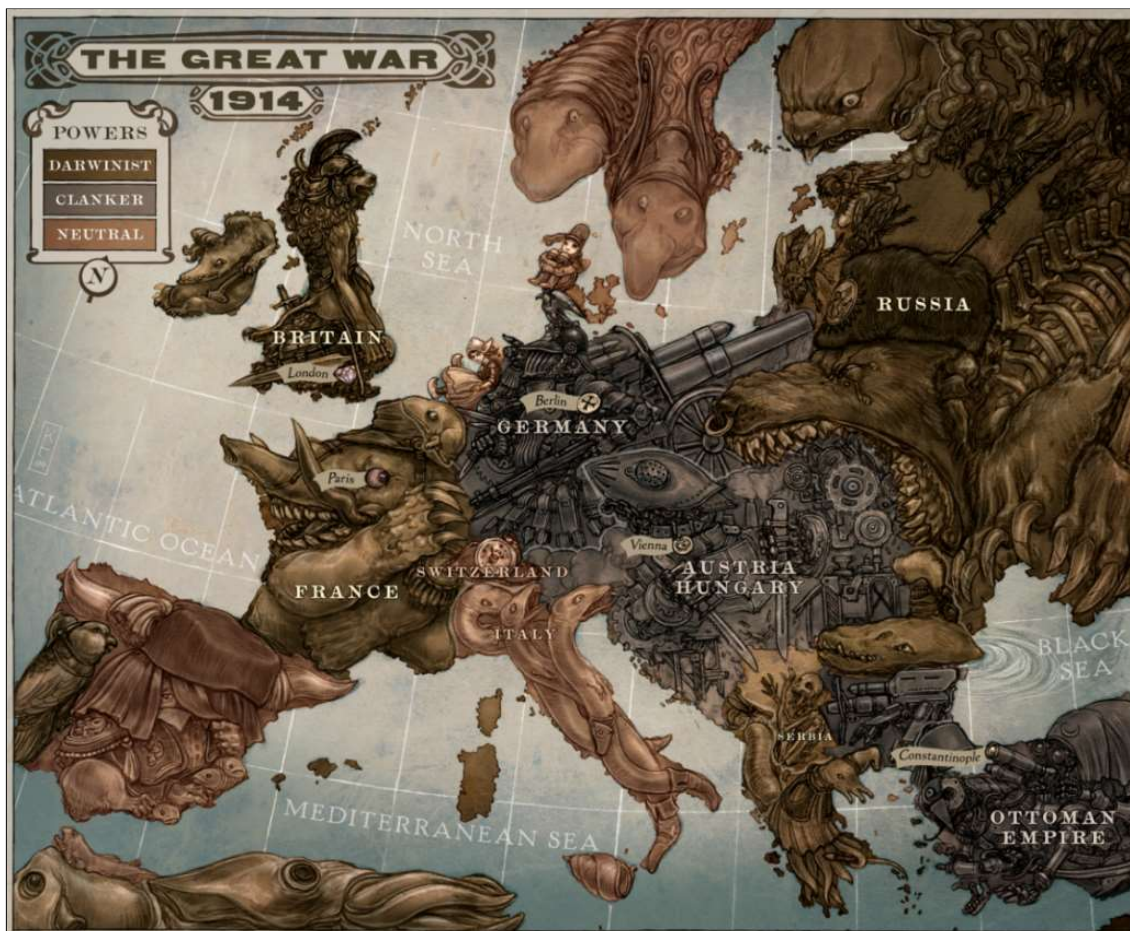 THE GREAT WAR
1914
POWERS
DARWINIST
CLANKER
NEUTRAL
N
NORTH
SEA
BRITAIN
London
RUSSIA
Berlin
GERMANY
Paris
ATLANTIC OCEAN
Vienna
SWITZERLAND
AUSTRIA
HUNGARY
FRANCE
ITALY
BLACK
SEA
SERBIA
Constantinople
MEDITERRANEAN SEA
OTTOMAN
EMPIRE